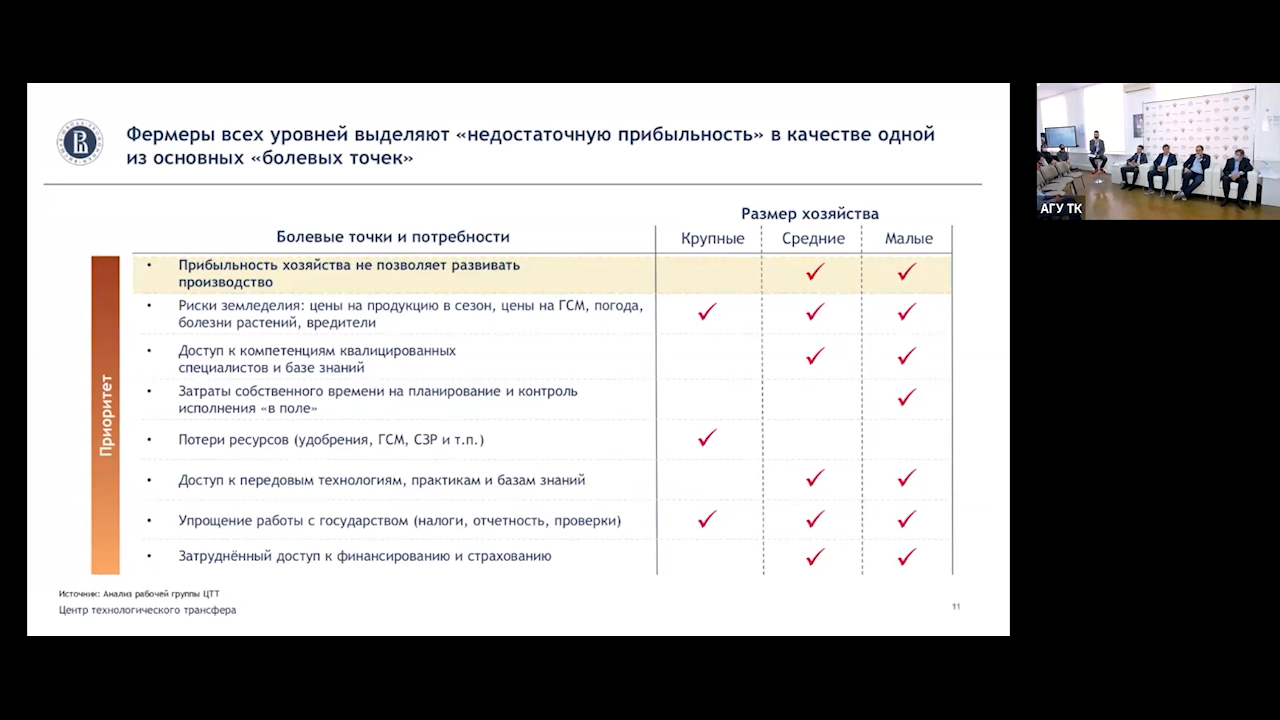 Фермеры всех уровней выделяют «недостаточную прибыльность» в качестве одной
из основных «болевых точек»
Размер хозяйства
Болевые точки и потребности
Крупные
Средние
Малые
Приоритет
• Прибыльность хозяйства не позволяет развивать
производство
• Риски земледелия: цены на продукцию в сезон, цены на ГСМ, погода,
болезни растений, вредители
• Доступ к компетенциям квалицированных
специалистов и базе знаний
• Затраты собственного времени на планирование и контроль
исполнения «в поле»
• Потери ресурсов (удобрения, ГСМ, СЗР и т.п.)
• Доступ к передовым технологиям, практикам и базам знаний
• Упрощение работы с государством (налоги, отчетность, проверки)
• Затруднённый доступ к финансированию и страхованию
Источник: Анализ рабочей группы ЦТТ
Центр технологического трансфера
11
АГУ ТК